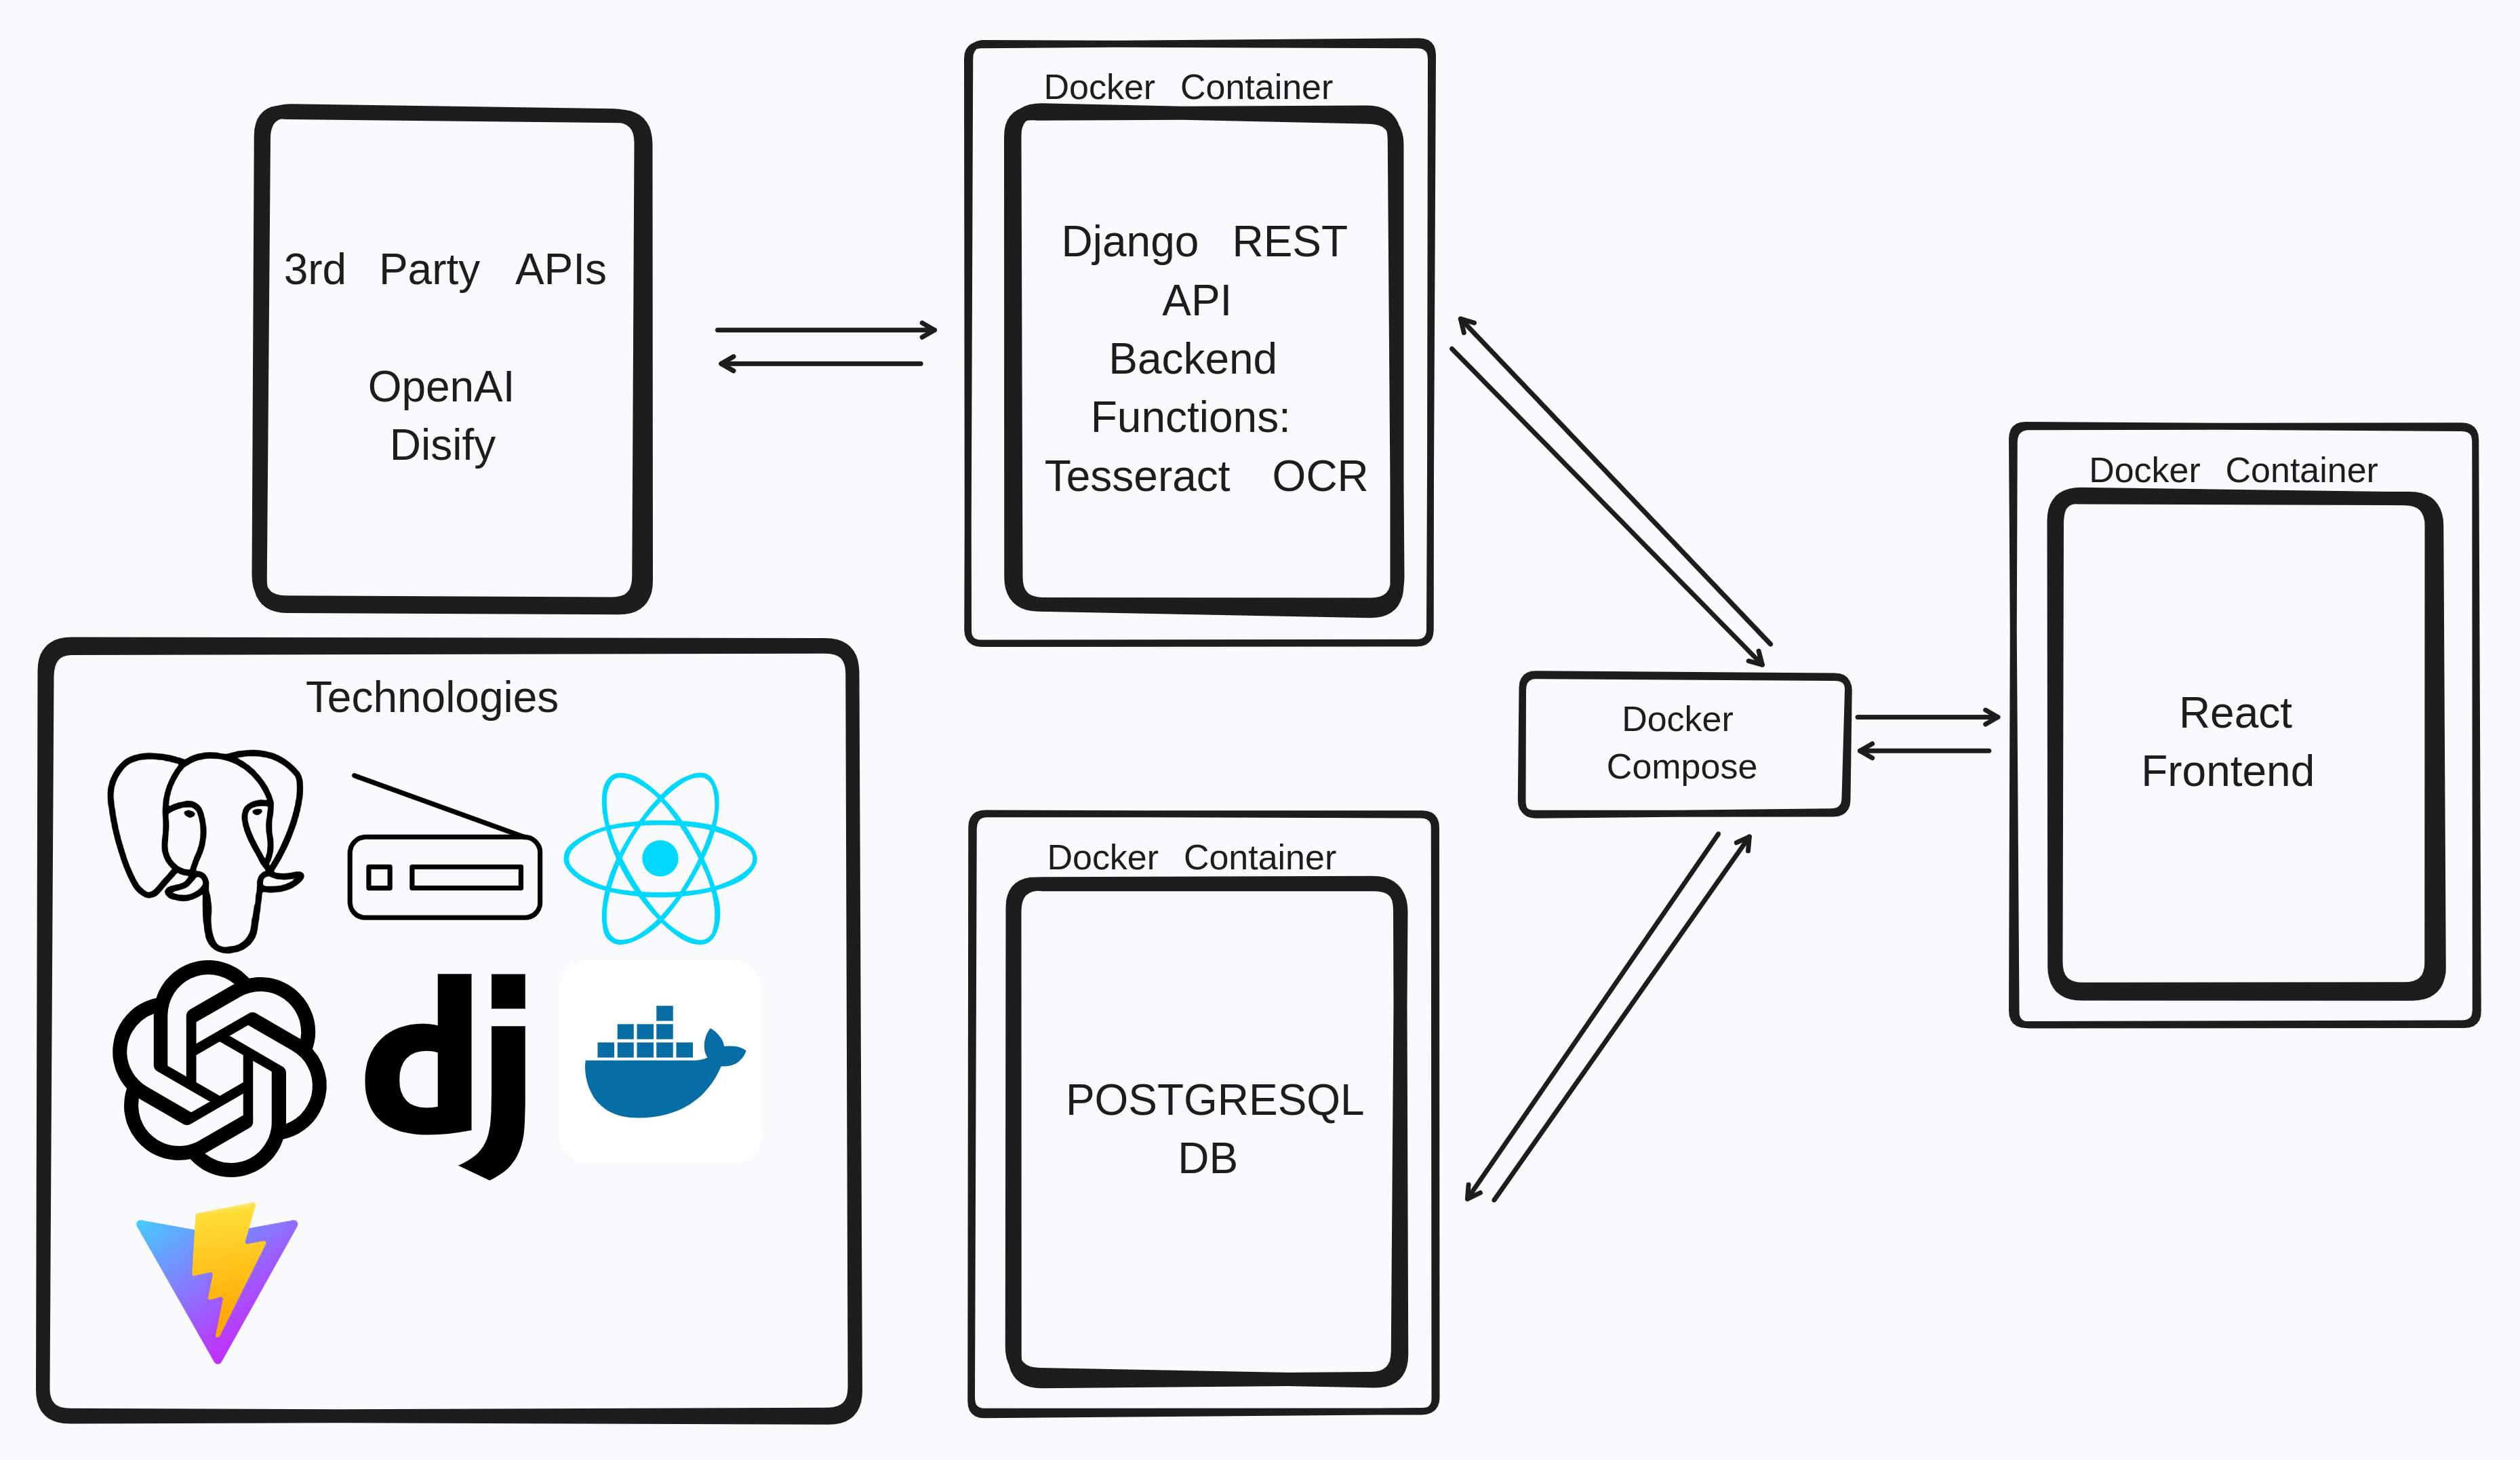 3rd Party APIs
OpenAI
Disify
Docker Container
Django REST
API
Backend
Functions:
Tesseract OCR
Technologies
dj
Docker Container
POSTGRESQL
DB
Docker
Compose
Docker Container
React
Frontend